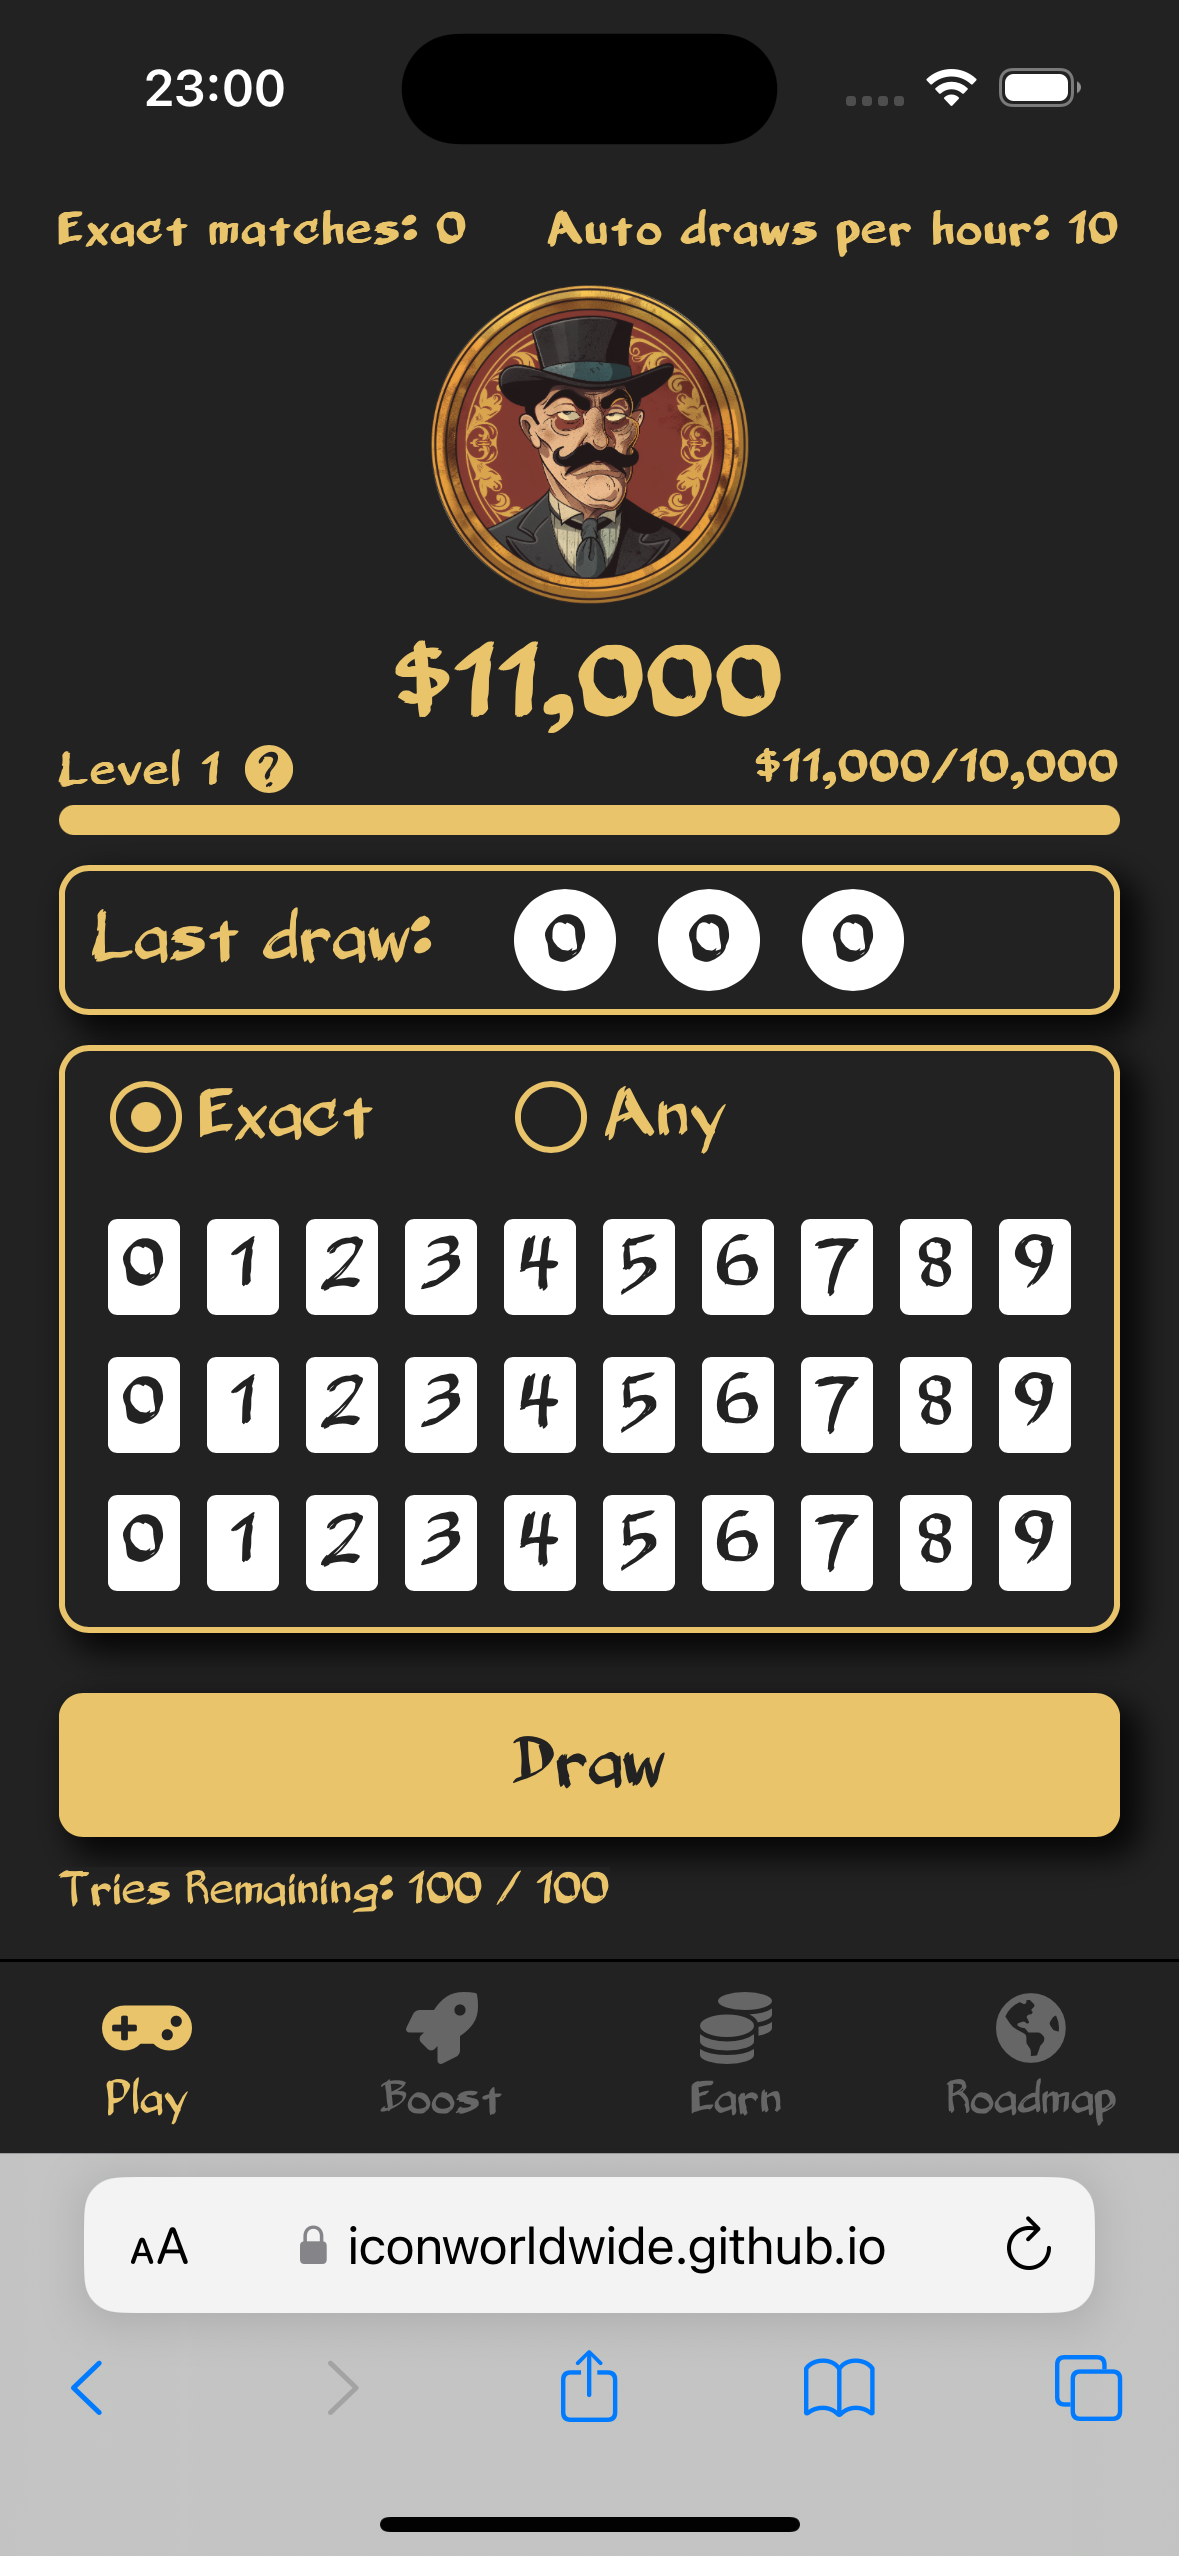 23:00
Exact matches: 0 Auto draws per hour: 10
$11,000
Level 1 ? $11,000/10,000
Last draw: 0 0 0
Exact Any
0 1 2 3 4 5 6 7 8 9
0 1 2 3 4 5 6 7 8 9
0 1 2 3 4 5 6 7 8 9
Draw
Tries Remaining: 100 / 100
Play Boost Earn Roadmap
AA iconworldwide.github.io